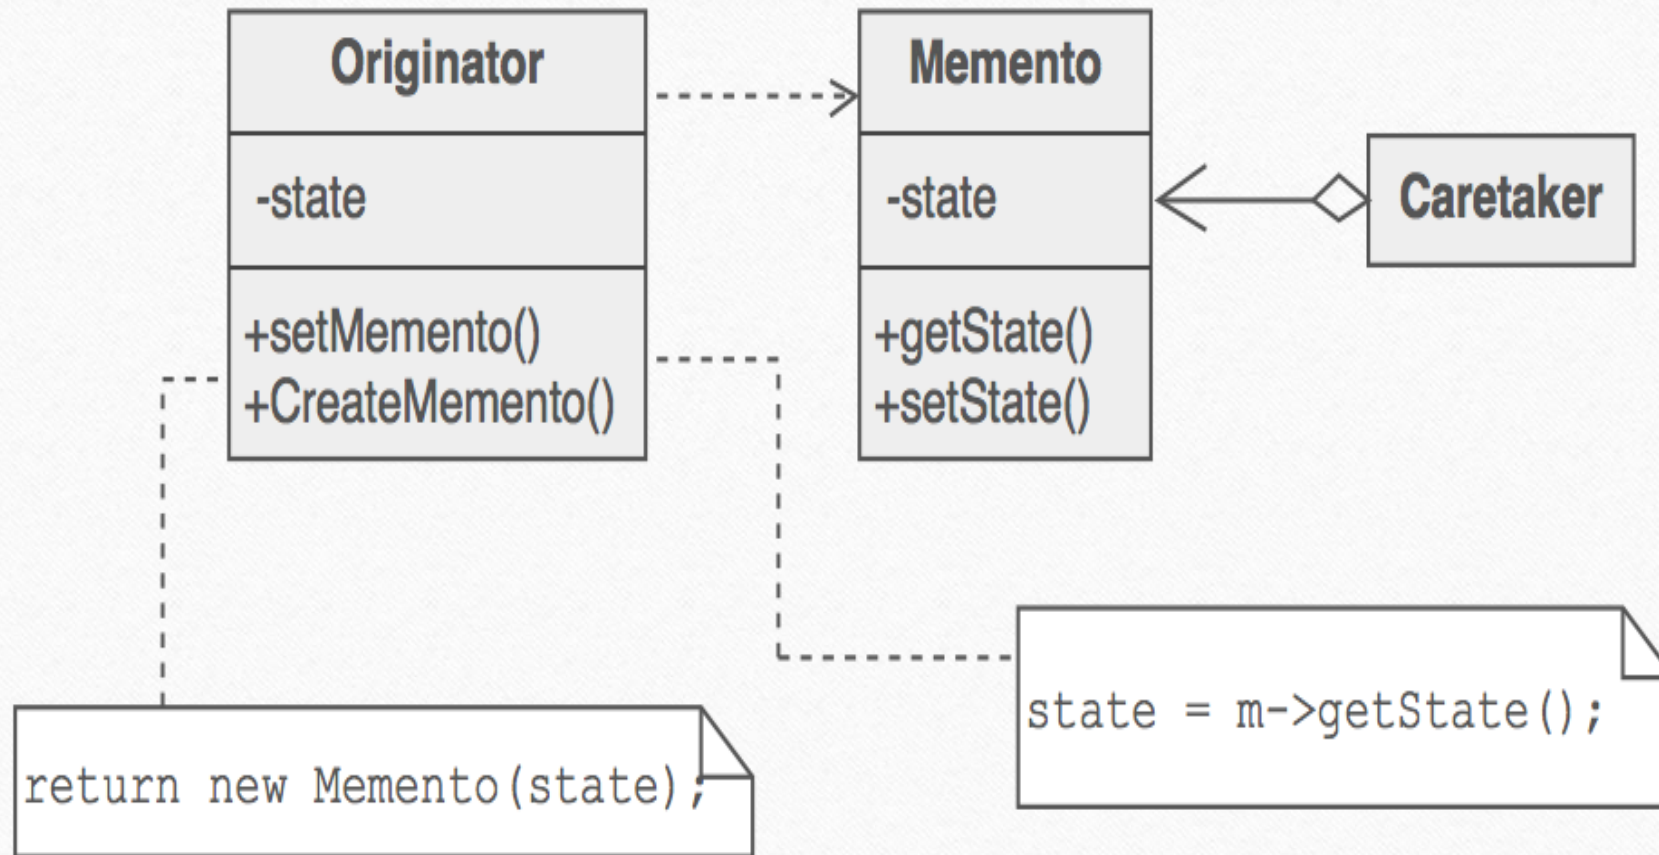 Originator
-state
+setMemento()
+CreateMemento()
Memento
-state
+getState()
+setState()
Caretaker
return new Memento(state);
state = m->getState();